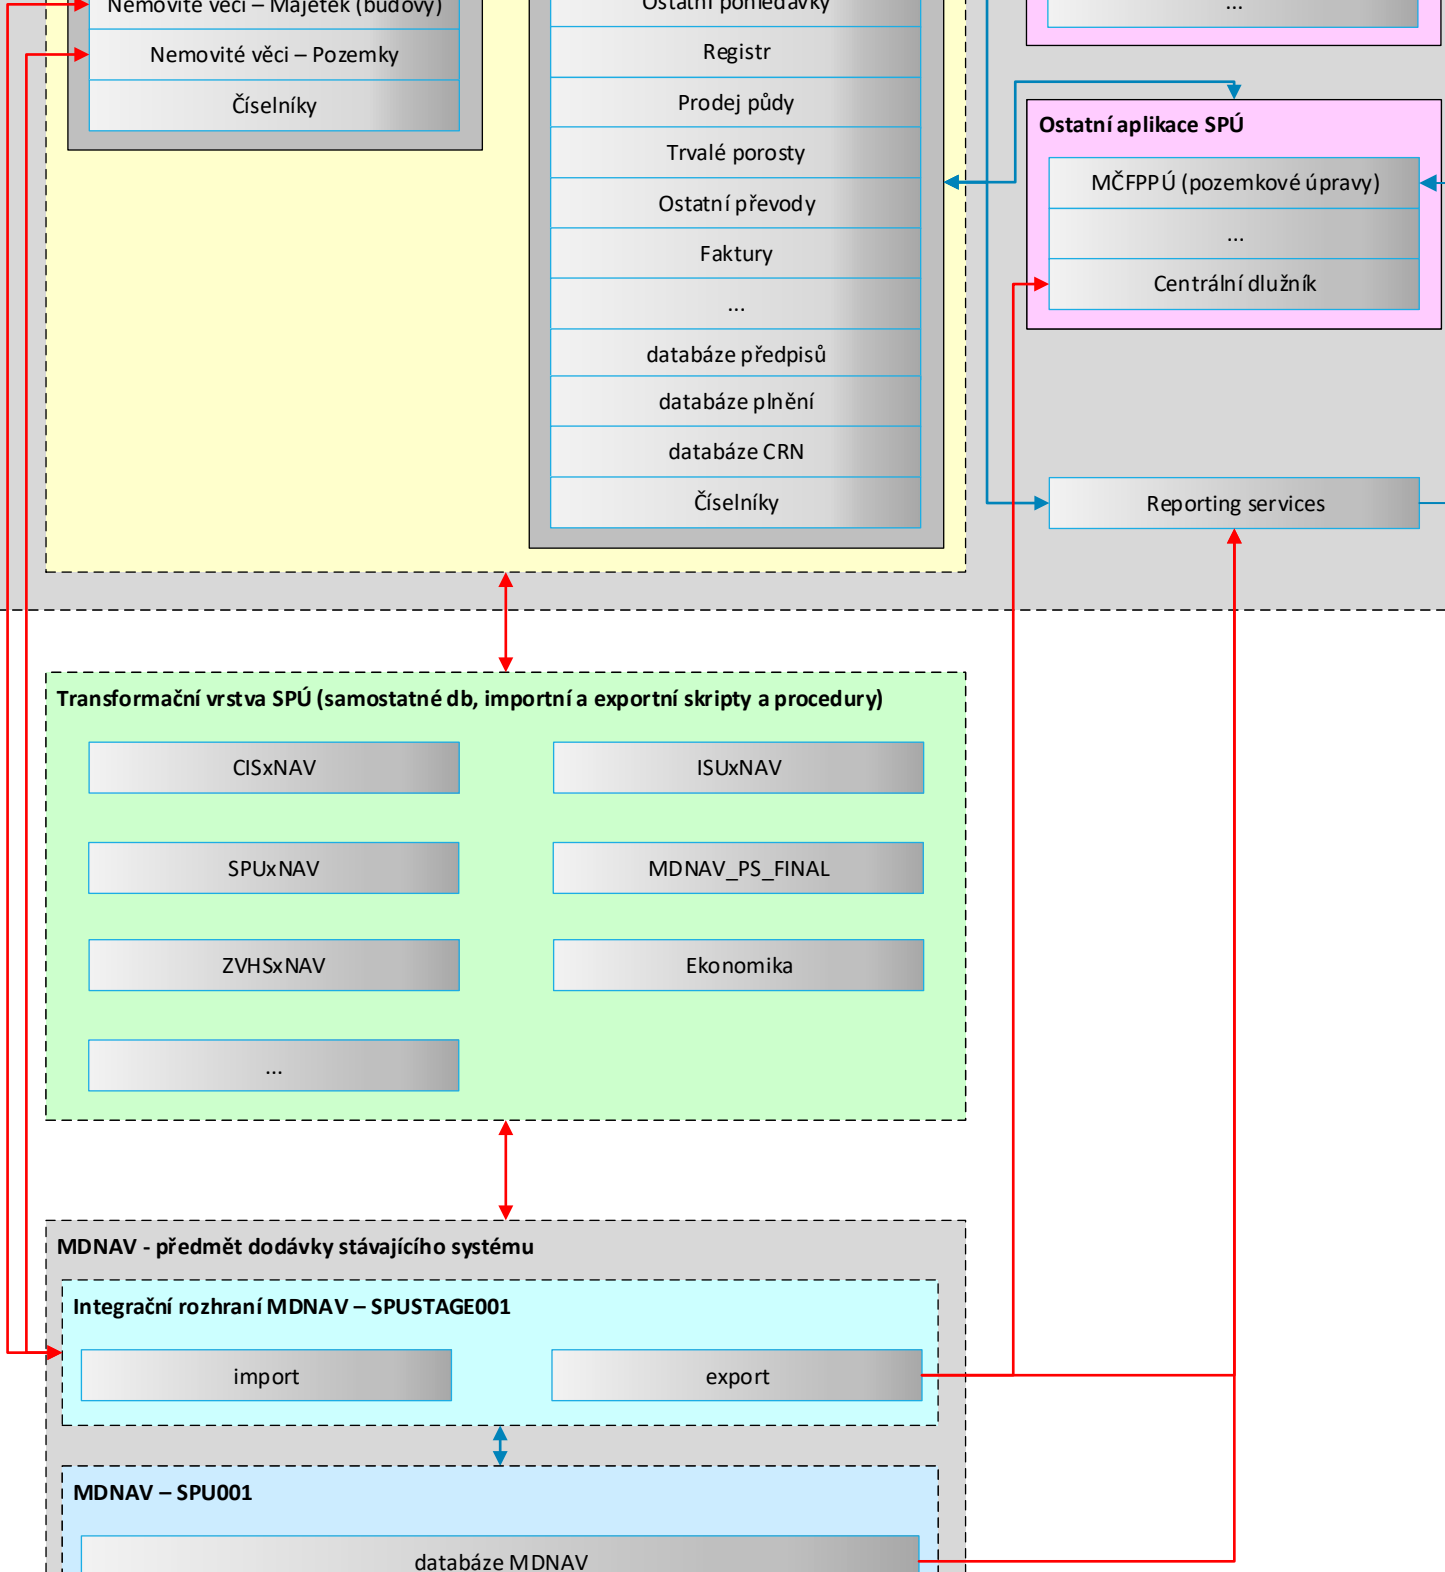 Nemovité věci – Majetek (budovy)
Nemovité věci – Pozemky
Číselníky
Ostatní pohledávky
Registr
Prodej půdy
Trvalé porosty
Ostatní převody
Faktury
...
databáze předpisů
databáze plnění
databáze CRN
Číselníky
...
Ostatní aplikace SPÚ
MČFPPÚ (pozemkové úpravy)
...
Centrální dlužník
Reporting services
Transformační vrstva SPÚ (samostatné db, importní a exportní skripty a procedury)
CISxNAV
ISUxNAV
SPUxNAV
MDNAV_PS_FINAL
ZVHSxNAV
Ekonomika
...
MDNAV - předmět dodávky stávajícího systému
Integrační rozhraní MDNAV – SPUSTAGE001
import
export
MDNAV – SPU001
databáze MDNAV